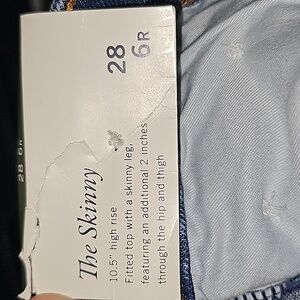 The Skinny
28
6R
10.5" high rise
Fitted top with a skinny leg,
featuring an additional 2 inches
through the hip and thigh
28 6R